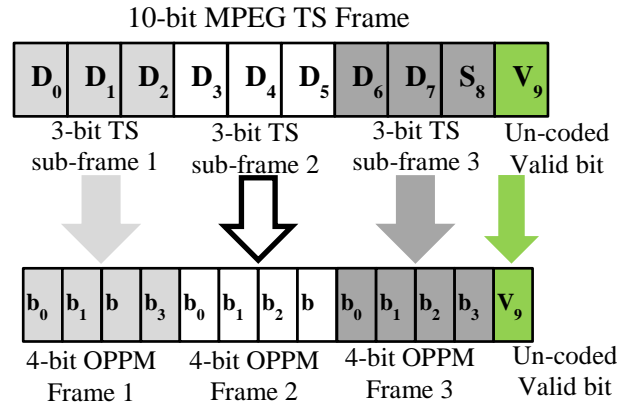 10-bit MPEG TS Frame
D0 D1 D2 D3 D4 D5 D6 D7 S8 V9
3-bit TS sub-frame 1
3-bit TS sub-frame 2
3-bit TS sub-frame 3
Un-coded Valid bit
b0 b1 b b3 b0 b1 b2 b b0 b1 b2 b3 V9
4-bit OPPM Frame 1
4-bit OPPM Frame 2
4-bit OPPM Frame 3
Un-coded Valid bit